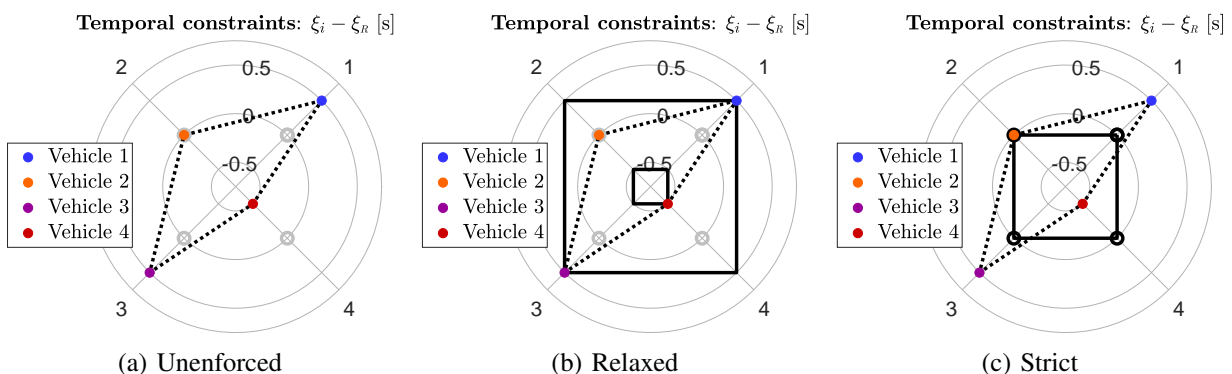 Temporal constraints: ξᵢ − ξ_R [s]
2
1
0.5
0
-0.5
Vehicle 1
Vehicle 2
Vehicle 3
Vehicle 4
3
4
(a) Unenforced
Temporal constraints: ξᵢ − ξ_R [s]
2
1
0.5
0
-0.5
Vehicle 1
Vehicle 2
Vehicle 3
Vehicle 4
3
4
(b) Relaxed
Temporal constraints: ξᵢ − ξ_R [s]
2
1
0.5
0
-0.5
Vehicle 1
Vehicle 2
Vehicle 3
Vehicle 4
3
4
(c) Strict